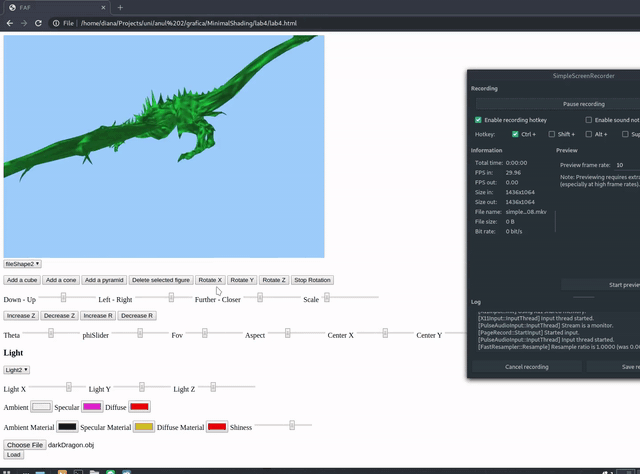 FAF
File
/home/diana/Projects/uni/anul%202/grafica/MinimalShading/lab4/lab4.html
fileShape2
Add a cube Add a cone Add a pyramid Delete selected figure Rotate X Rotate Y Rotate Z Stop Rotation
Down - Up Left - Right Further - Closer Scale
Increase Z Decrease Z Increase R Decrease R
Theta phiSlider Fov Aspect Center X Center Y
Light
Light2
Light X Light Y Light Z
Ambient Specular Diffuse
Ambient Material Specular Material Diffuse Material Shiness
Choose File darkDragon.obj
Load
SimpleScreenRecorder
Recording
Pause recording
Enable recording hotkey Enable sound not
Hotkey: Ctrl + Shift + Alt + Sup
Information Preview
Total time: 0:00:00
FPS in: 29.96
FPS out: 0.00
Size in: 1436x1064
Size out: 1436x1064
File name: simple...08.mkv
File size: 0 B
Bit rate: 0 bit/s
Preview frame rate: 10
Note: Previewing requires extra
(especially at high frame rates).
Start previe
Log
[X11Input::InputThread] Input thread started.
[PulseAudioInput::InputThread] Stream is a monitor.
[PageRecord::StartInput] Started input.
[PulseAudioInput::InputThread] Input thread started.
[FastResampler::Resample] Resample ratio is 1.0000 (was 0.00
Cancel recording Save re